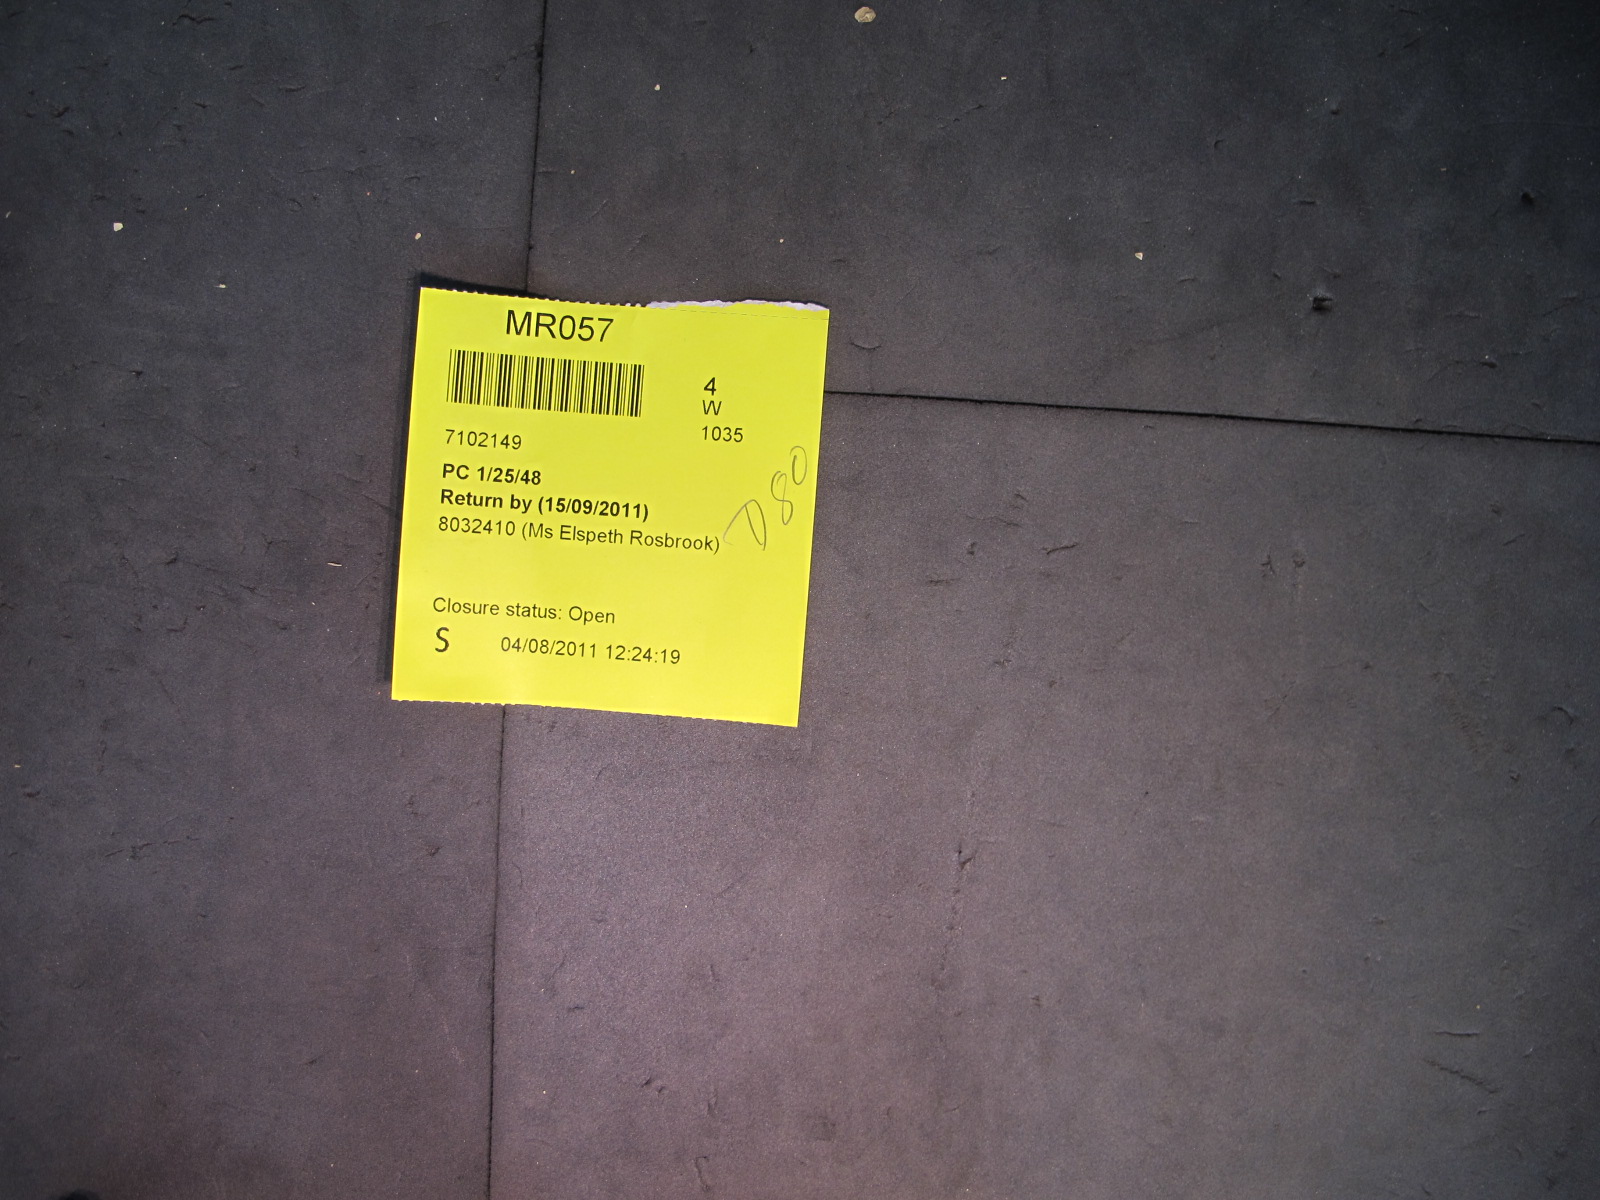 MR057
4
W
1035
7102149
PC 1/25/48
Return by (15/09/2011)
8032410 (Ms Elspeth Rosbrook)
D80
Closure status: Open
S 04/08/2011 12:24:19